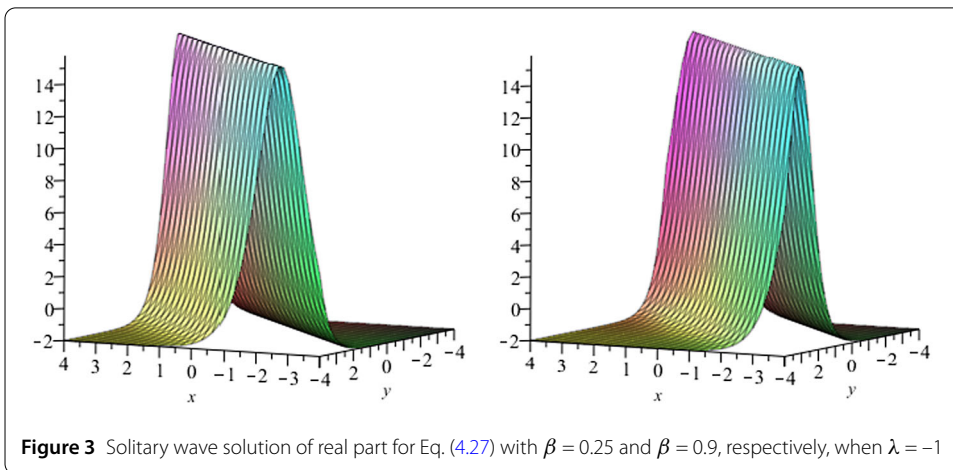 14
12
10
8
6
4
2
0
−2
4 3 2 1 0 −1 −2 −3 −4
x
2 0 −2 −4
y
14
12
10
8
6
4
2
0
−2
4 3 2 1 0 −1 −2 −3 −4
x
2 0 −2 −4
y
Figure 3 Solitary wave solution of real part for Eq. (4.27) with β = 0.25 and β = 0.9, respectively, when λ = −1